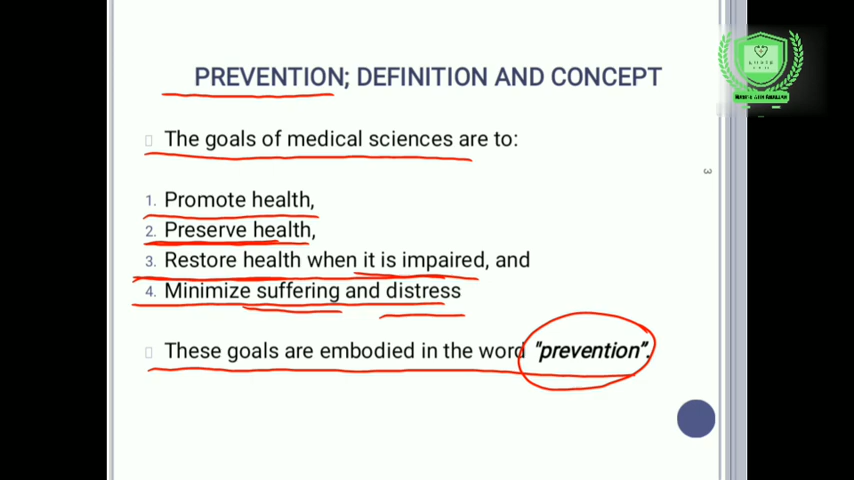 PREVENTION; DEFINITION AND CONCEPT
The goals of medical sciences are to:
3
1. Promote health,
2. Preserve health,
3. Restore health when it is impaired, and
4. Minimize suffering and distress
These goals are embodied in the word "prevention".